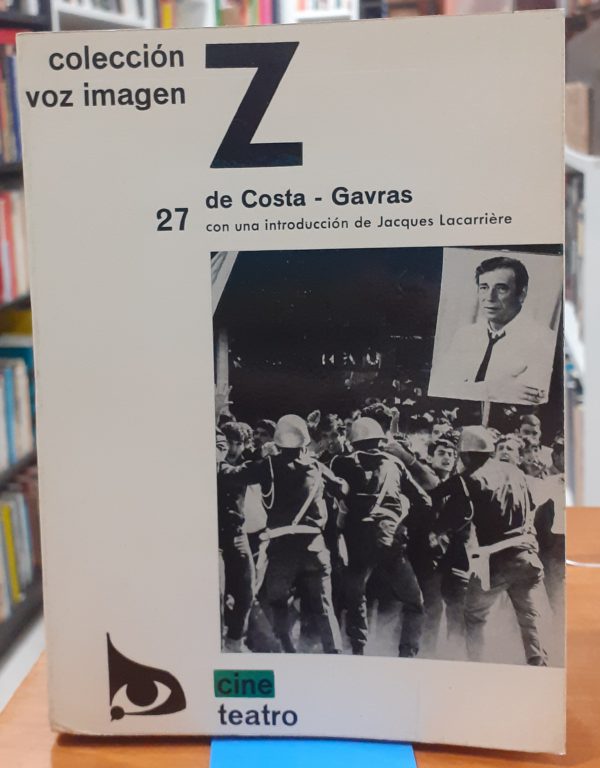 colección
voz imagen
Z
de Costa - Gavras
27
con una introducción de Jacques Lacarrière
cine
teatro